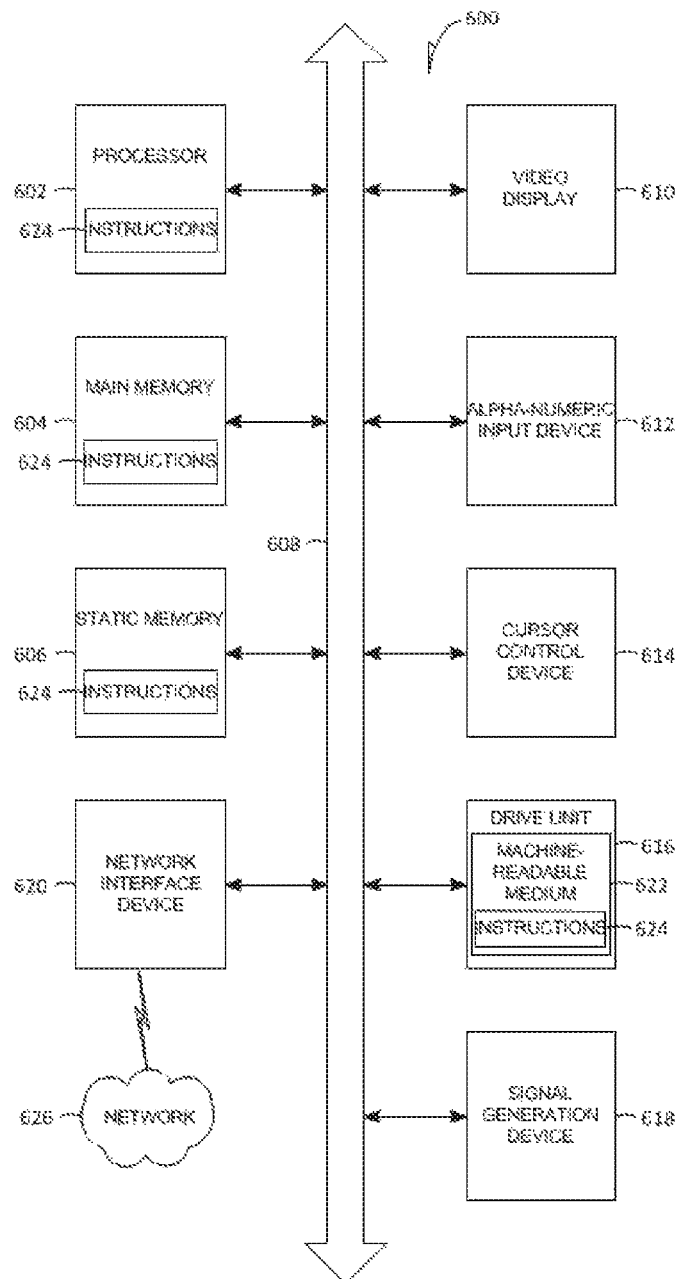 600
PROCESSOR
602
624
INSTRUCTIONS
VIDEO
DISPLAY
610
MAIN MEMORY
604
624
INSTRUCTIONS
ALPHA-NUMERIC
INPUT DEVICE
612
608
STATIC MEMORY
606
624
INSTRUCTIONS
CURSOR
CONTROL
DEVICE
614
NETWORK
INTERFACE
DEVICE
620
DRIVE UNIT
616
MACHINE-
READABLE
MEDIUM
622
INSTRUCTIONS
624
626
NETWORK
SIGNAL
GENERATION
DEVICE
618